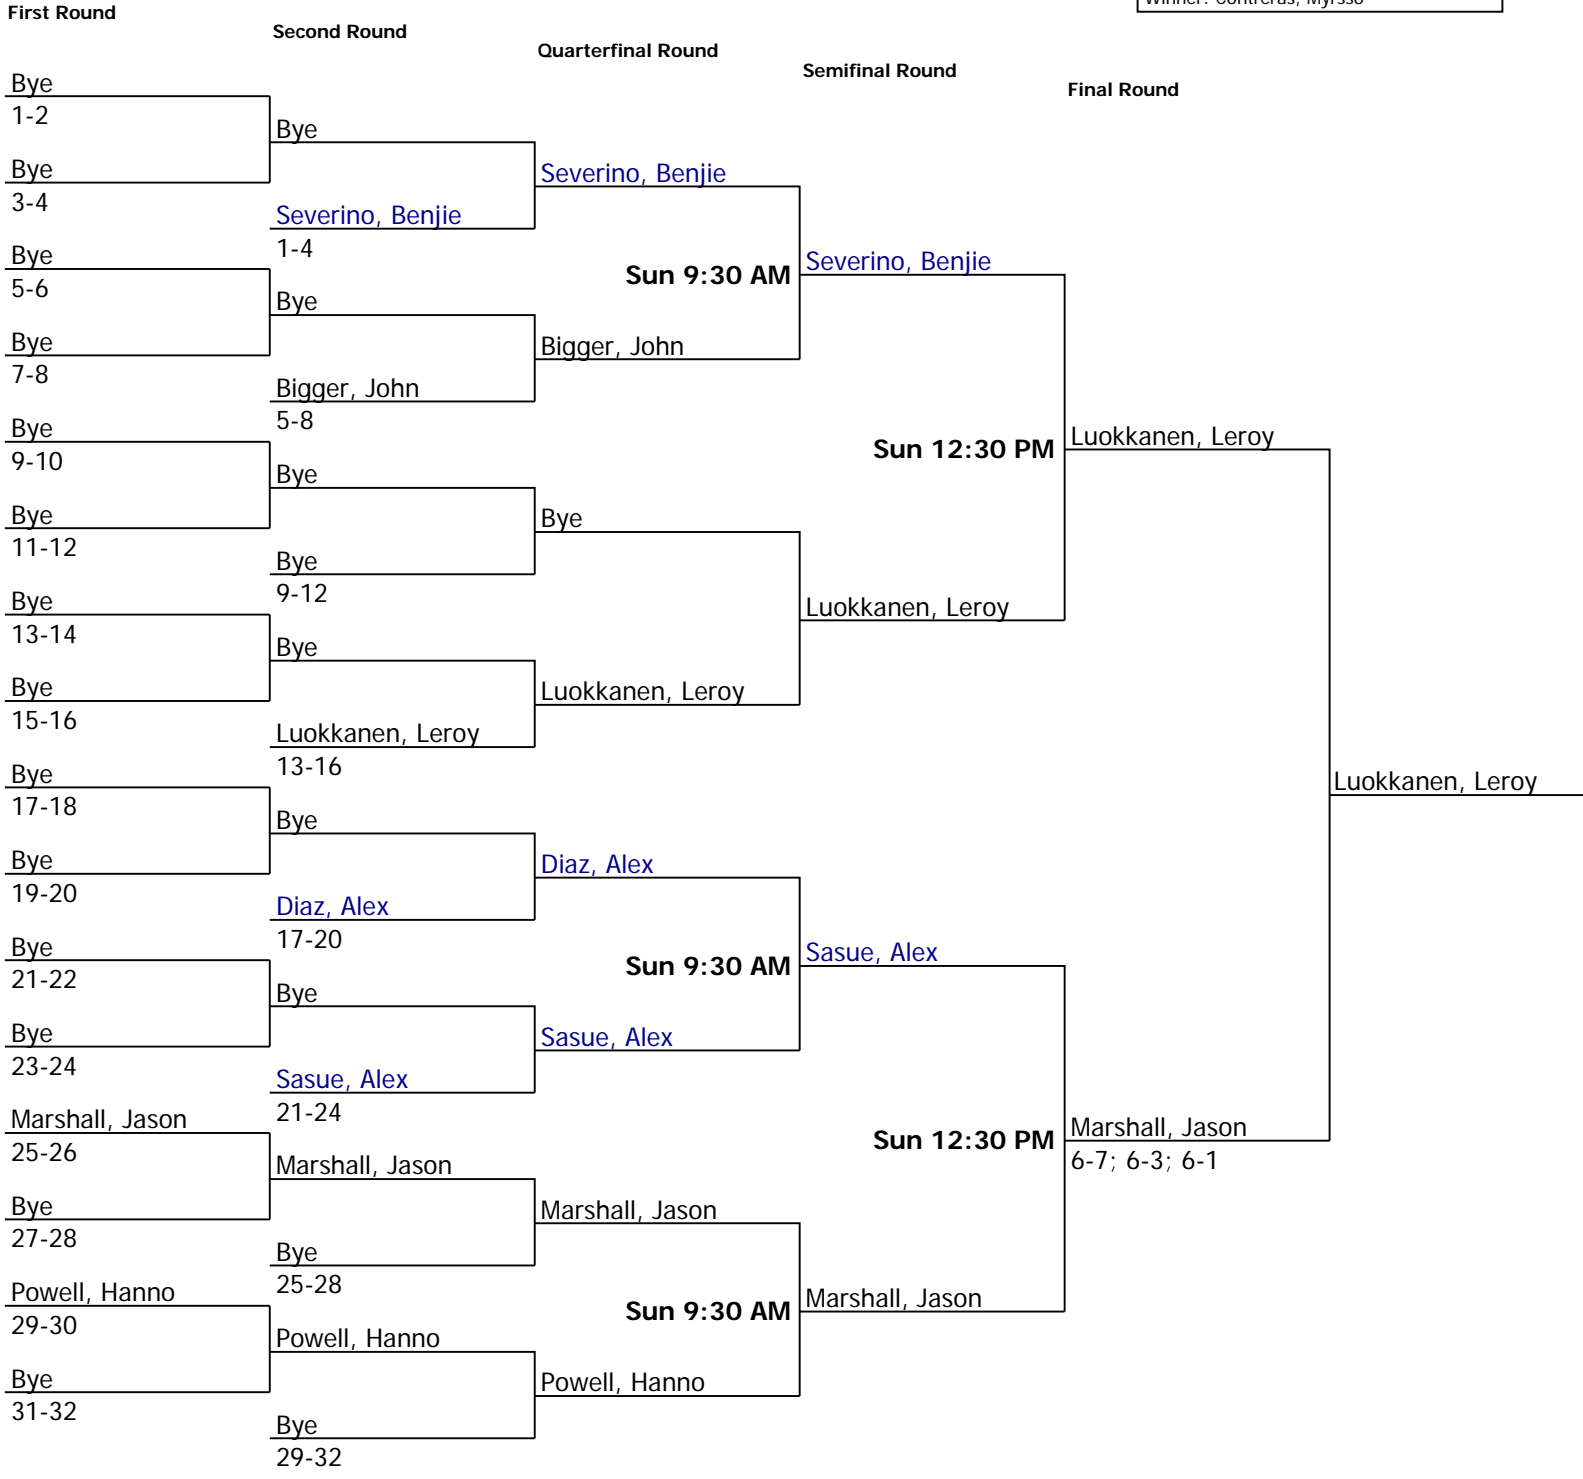 Winner: Contreras, Myrsso
First Round
Second Round
Quarterfinal Round
Semifinal Round
Final Round
Bye
1-2
Bye
3-4
Bye
5-6
Bye
7-8
Bye
9-10
Bye
11-12
Bye
13-14
Bye
15-16
Bye
17-18
Bye
19-20
Bye
21-22
Bye
23-24
Marshall, Jason
25-26
Bye
27-28
Powell, Hanno
29-30
Bye
31-32
Bye
Severino, Benjie
1-4
Bye
Bigger, John
5-8
Bye
Bye
9-12
Bye
Luokkanen, Leroy
13-16
Bye
Diaz, Alex
17-20
Bye
Sasue, Alex
21-24
Marshall, Jason
Bye
25-28
Powell, Hanno
Bye
29-32
Severino, Benjie
Sun 9:30 AM
Bigger, John
Bye
Luokkanen, Leroy
Diaz, Alex
Sun 9:30 AM
Sasue, Alex
Marshall, Jason
Sun 9:30 AM
Powell, Hanno
Severino, Benjie
Sun 12:30 PM
Luokkanen, Leroy
Sasue, Alex
Sun 12:30 PM
Marshall, Jason
Luokkanen, Leroy
Marshall, Jason
6-7; 6-3; 6-1
Luokkanen, Leroy